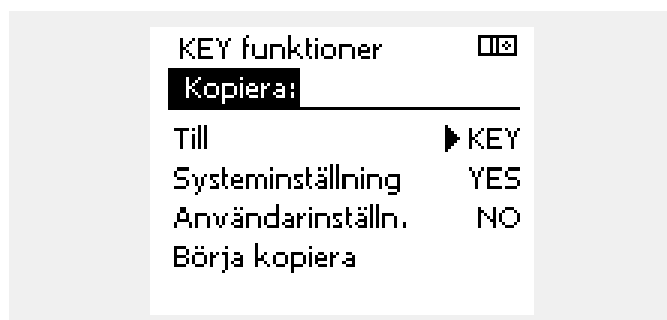 KEY funktioner
Kopiera:
Till ▶ KEY
Systeminställning YES
Användarinställn. NO
Börja kopiera